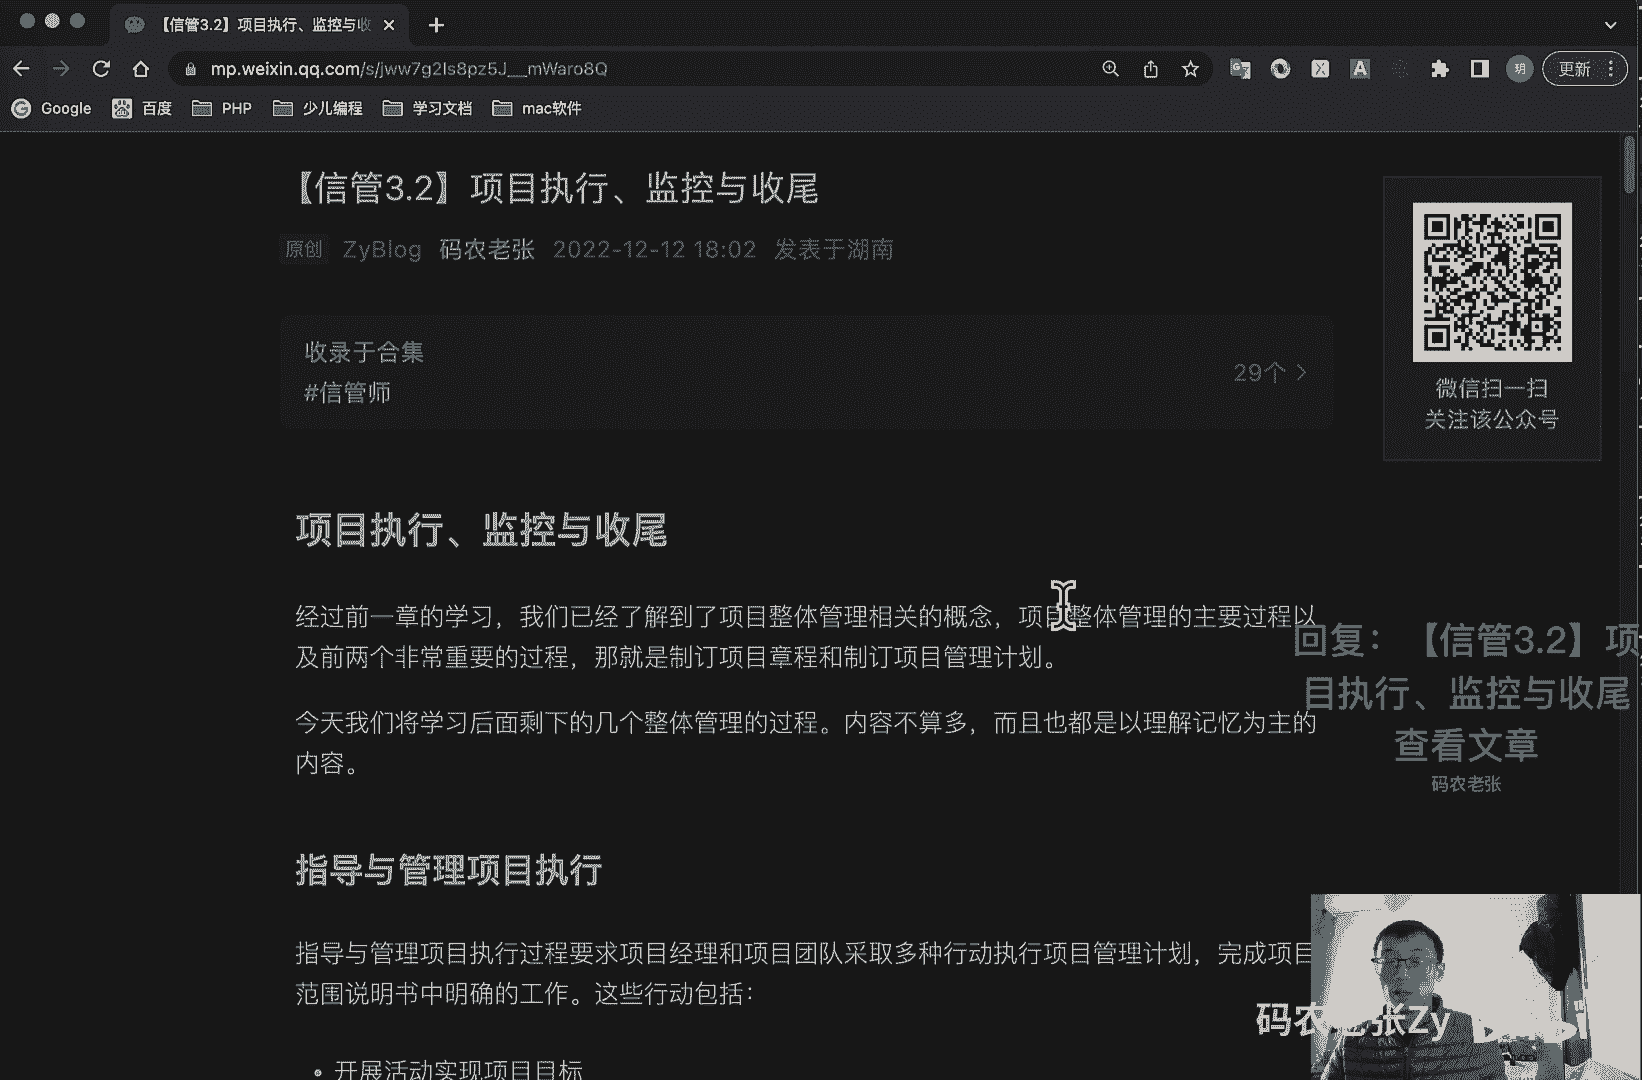 【信管3.2】项目执行、监控与收
mp.weixin.qq.com/s/jww7g2Is8pz5J__mWaro8Q
更新
Google 百度 PHP 少儿编程 学习文档 mac软件
【信管3.2】项目执行、监控与收尾
原创 ZyBlog 码农老张 2022-12-12 18:02 发表于湖南
收录于合集
#信管师
29个
微信扫一扫
关注该公众号
项目执行、监控与收尾
经过前一章的学习，我们已经了解到了项目整体管理相关的概念，项目整体管理的主要过程以
及前两个非常重要的过程，那就是制订项目章程和制订项目管理计划。
今天我们将学习后面剩下的几个整体管理的过程。内容不算多，而且也都是以理解记忆为主的
内容。
回复：【信管3.2】项
目执行、监控与收尾
查看文章
码农老张
指导与管理项目执行
指导与管理项目执行过程要求项目经理和项目团队采取多种行动执行项目管理计划，完成项目
范围说明书中明确的工作。这些行动包括：
码农老张Zy
开展活动实现项目目标